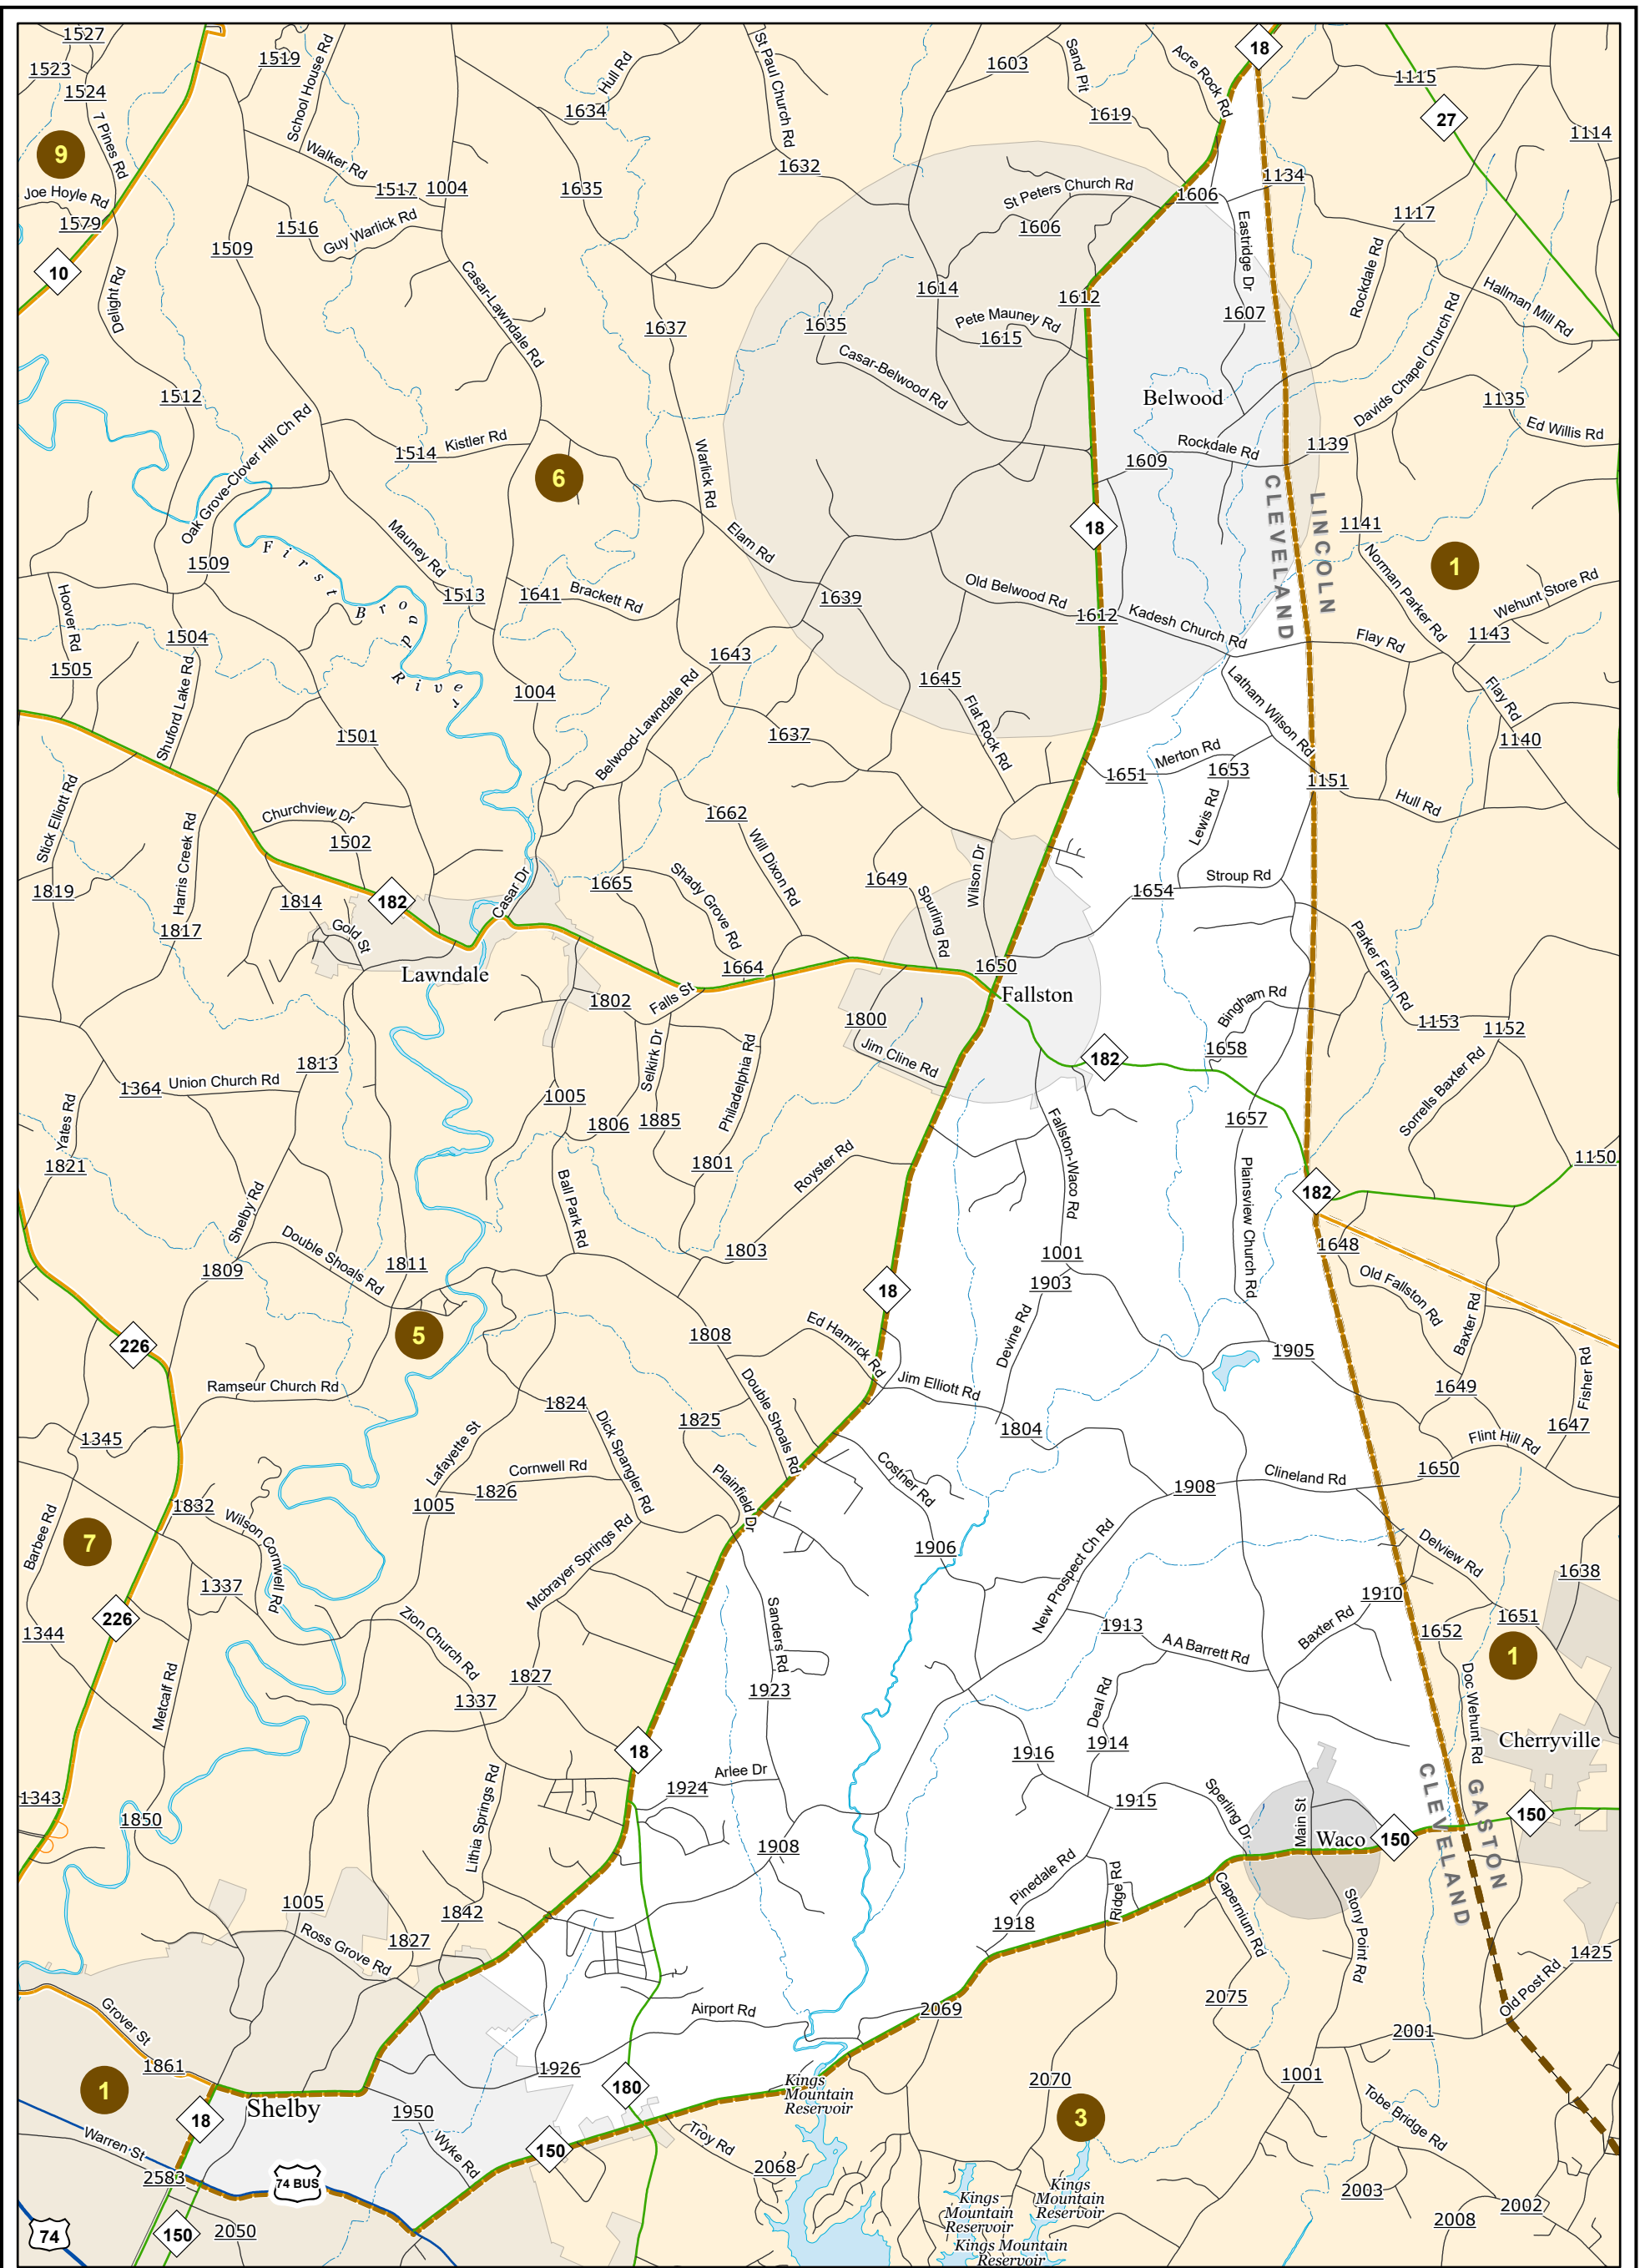 1527
1519
School House Rd
Hull Rd
St Paul Church Rd
1603
Sand Pit
Acre Rock Rd
18
1523
1524
1634
1619
1115
27
7 Pines Rd
9
Walker Rd
1632
1114
Joe Hoyle Rd
1517
1004
1635
St Peters Church Rd
1606
1134
1579
1516
Guy Warlick Rd
1606
1117
1509
Eastridge Dr
10
Delight Rd
Casar-Lawndale Rd
1614
1612
Rockdale Rd
Hallman Mill Rd
1637
1635
Pete Mauney Rd
1615
1607
Davids Chapel Church Rd
Casar-Belwood Rd
1512
Belwood
1135
Oak Grove-Clover Hill Ch Rd
1514
Kistler Rd
Rockdale Rd
1139
Ed Willis Rd
6
Warlick Rd
1609
CLEVELAND
LINCOLN
Mauney Rd
Elam Rd
18
1141
First Broad River
1509
Norman Parker Rd
1
Hoover Rd
1513
1641
Brackett Rd
1639
Old Belwood Rd
1612
Kadesh Church Rd
Wehunt Store Rd
1504
Flay Rd
1143
1505
Shuford Lake Rd
1643
1645
1004
Belwood-Lawndale Rd
Flat Rock Rd
Latham Wilson Rd
Flay Rd
1501
1637
1140
Merton Rd
1651
1653
1151
Stick Elliott Rd
Churchview Dr
1662
Lewis Rd
Hull Rd
Harris Creek Rd
1502
Will Dixon Rd
1819
1665
Shady Grove Rd
1649
Wilson Dr
Stroup Rd
1814
182
Casar Dr
Spurling Rd
1654
1817
Gold St
Parker Farm Rd
Lawndale
1664
1650
Fallston
1802
Falls St
1800
Bingham Rd
1153
1152
Selkirk Dr
Philadelphia Rd
Jim Cline Rd
182
1658
1813
1364
Union Church Rd
1005
1806
1885
Fallston-Waco Rd
1657
Sorrells Baxter Rd
Yates Rd
1821
1801
Royster Rd
1150
Ball Park Rd
Plainsview Church Rd
182
Shelby Rd
Double Shoals Rd
1811
1803
1001
1648
1809
1903
18
Old Fallston Rd
Baxter Rd
226
5
1808
Ed Hamrick Rd
Devine Rd
1905
Fisher Rd
Ramseur Church Rd
Jim Elliott Rd
1649
Double Shoals Rd
1824
1825
1804
1647
1345
Lafayette St
Dick Spangler Rd
Flint Hill Rd
Cornwell Rd
Costner Rd
1650
Barbee Rd
1826
1005
Plainfield Dr
Clineland Rd
1908
1832
Wilson Cornwell Rd
7
Mcbrayer Springs Rd
1906
New Prospect Ch Rd
Delview Rd
1638
1337
226
1910
1344
Zion Church Rd
Sanders Rd
1913
Baxter Rd
1651
1652
A A Barrett Rd
1
Metcalf Rd
1827
1337
1923
Deal Rd
Doc Wehunt Rd
18
1916
1914
Cherryville
Arlee Dr
1343
1924
CLEVELAND
GASTON
1850
Lithia Springs Rd
1915
Sperling Dr
Main St
150
1908
Waco
150
Pinedale Rd
Ridge Rd
1005
1842
1918
Capernium Rd
Stony Point Rd
Ross Grove Rd
1827
1425
Old Post Rd
Grover St
Airport Rd
2069
2075
2001
1861
1926
1
180
Kings
Mountain
Reservoir
2070
1001
Shelby
18
1950
3
Tobe Bridge Rd
Warren St
Wyke Rd
150
Troy Rd
2583
74 BUS
2068
Kings
Mountain
Reservoir
Kings
Mountain
Reservoir
2003
2002
74
150
2050
2008
Kings Mountain
Reservoir